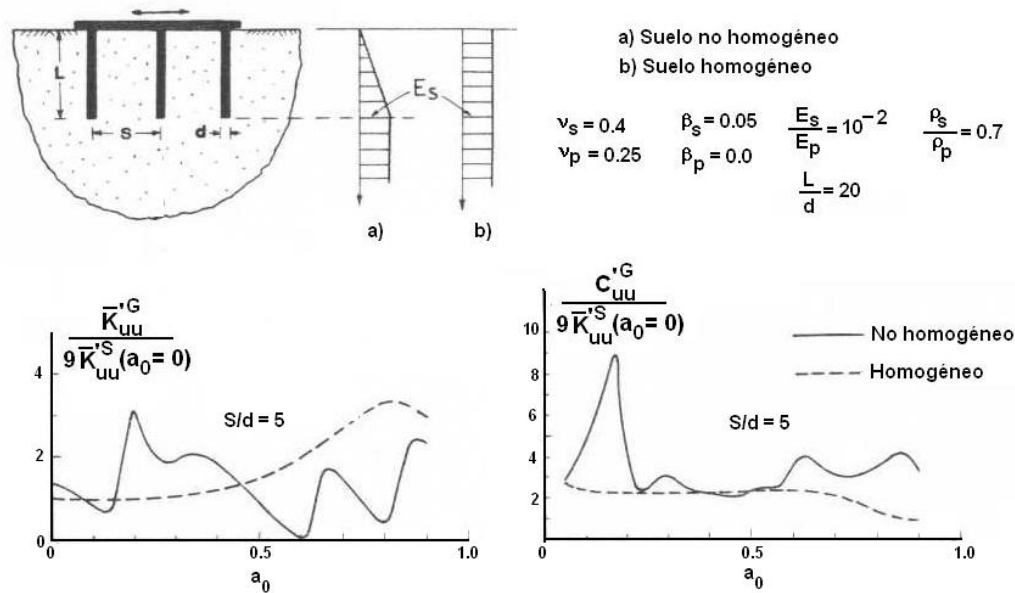 L
S
d
E_s
a)
b)
a) Suelo no homogéneo
b) Suelo homogéneo
ν_s = 0.4
β_s = 0.05
E_s/E_p = 10^-2
ρ_s/ρ_p = 0.7
ν_p = 0.25
β_p = 0.0
L/d = 20
K̅'^G_uu / 9 K̅'^S_uu (a_0 = 0)
4
2
0
S/d = 5
0
0.5
1.0
a_0
C'^G_uu / 9 K̅'^S_uu (a_0 = 0)
10
8
6
4
2
No homogéneo
Homogéneo
S/d = 5
0
0.5
1.0
a_0